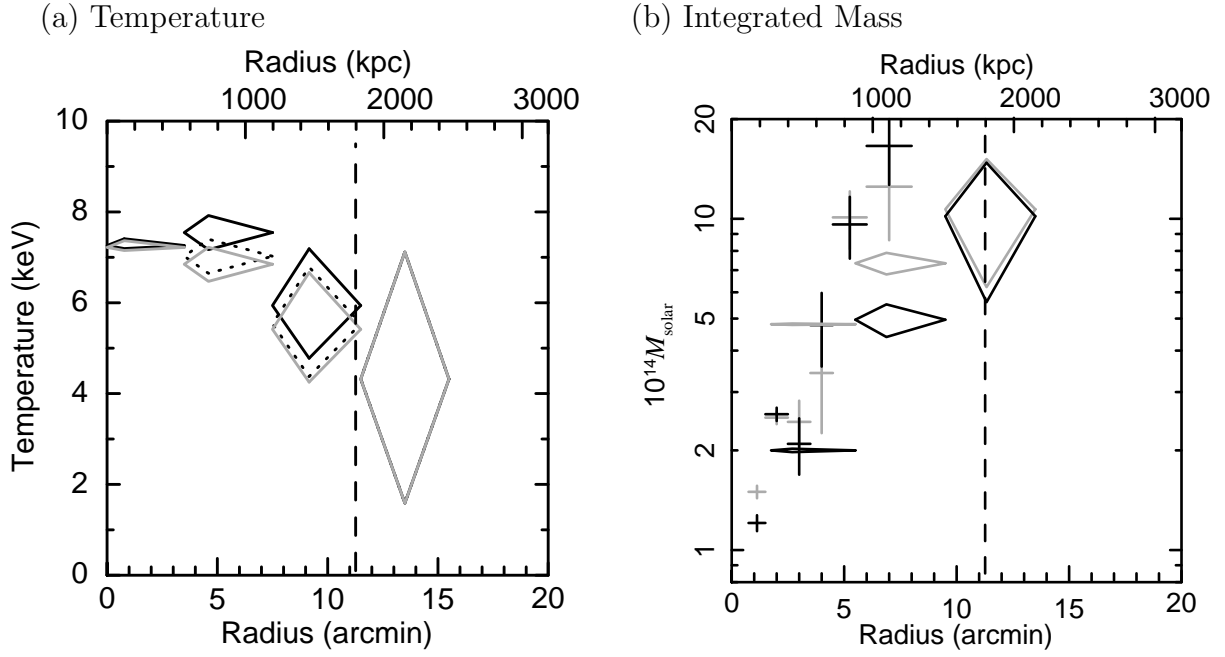 (a) Temperature
(b) Integrated Mass
Radius (kpc)
1000 2000 3000
10
8
6
4
2
0
Temperature (keV)
0 5 10 15 20
Radius (arcmin)
Radius (kpc)
1000 2000 3000
20
10
5
2
1
10¹⁴M_solar
0 5 10 15 20
Radius (arcmin)